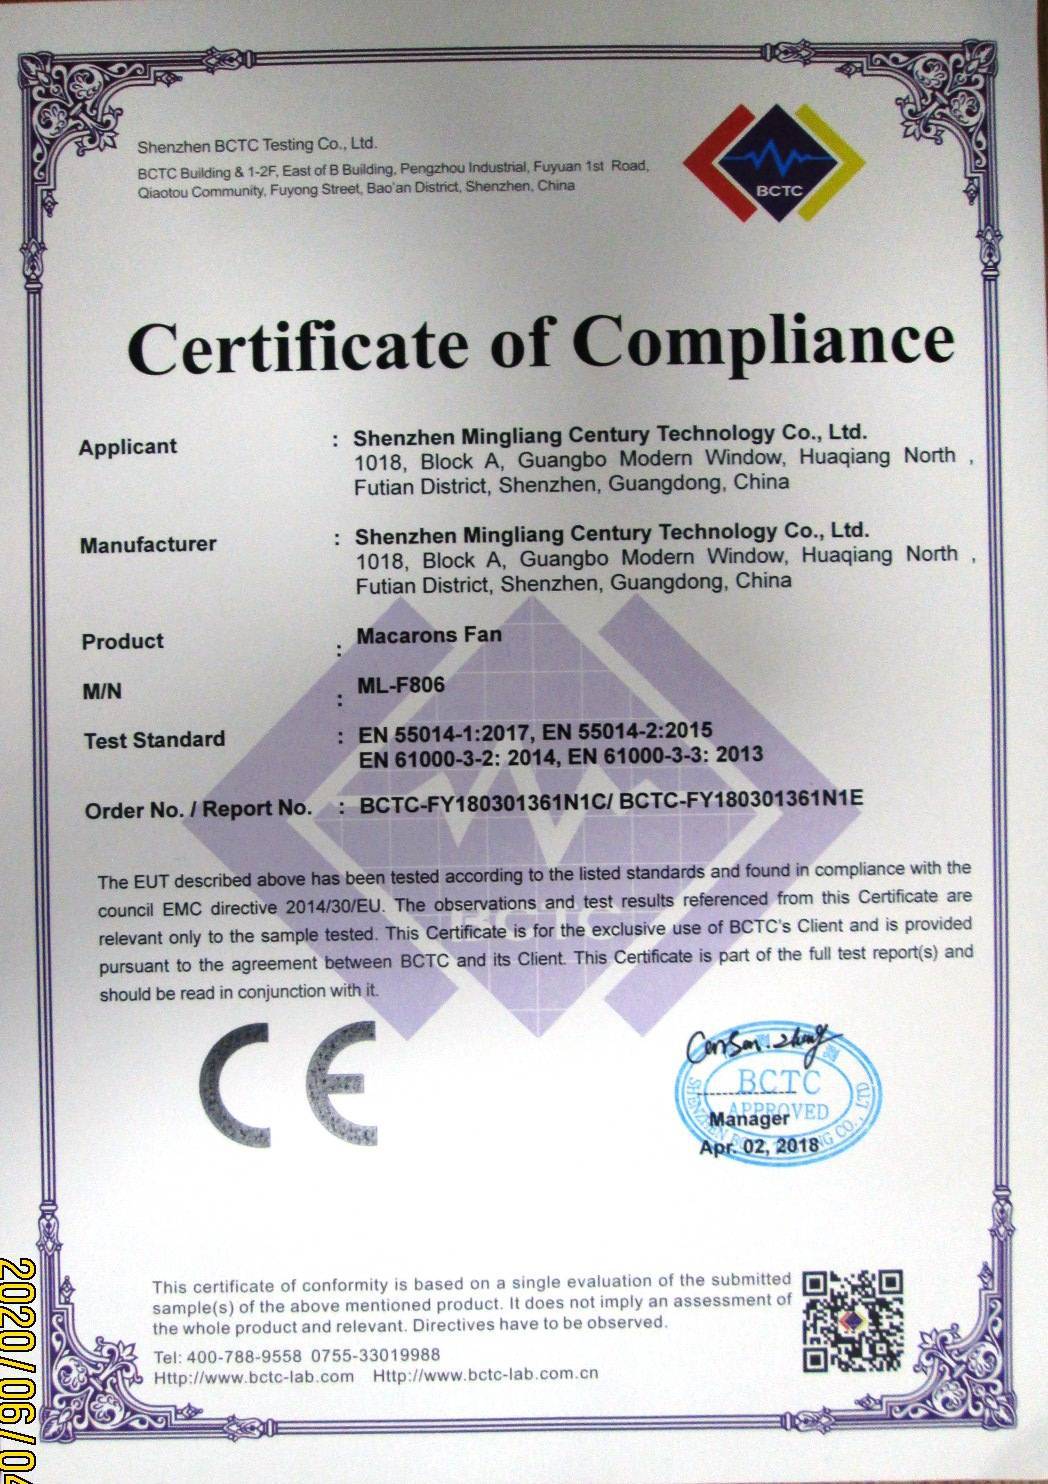 Shenzhen BCTC Testing Co., Ltd.
BCTC Building & 1-2F, East of B Building, Pengzhou Industrial, Fuyuan 1st Road,
Qiaotou Community, Fuyong Street, Bao'an District, Shenzhen, China
BCTC
Certificate of Compliance
Applicant : Shenzhen Mingliang Century Technology Co., Ltd.
1018, Block A, Guangbo Modern Window, Huaqiang North ,
Futian District, Shenzhen, Guangdong, China
Manufacturer : Shenzhen Mingliang Century Technology Co., Ltd.
1018, Block A, Guangbo Modern Window, Huaqiang North ,
Futian District, Shenzhen, Guangdong, China
Product : Macarons Fan
M/N : ML-F806
Test Standard : EN 55014-1:2017, EN 55014-2:2015
EN 61000-3-2: 2014, EN 61000-3-3: 2013
Order No. / Report No. : BCTC-FY180301361N1C/ BCTC-FY180301361N1E
The EUT described above has been tested according to the listed standards and found in compliance with the
council EMC directive 2014/30/EU. The observations and test results referenced from this Certificate are
relevant only to the sample tested. This Certificate is for the exclusive use of BCTC's Client and is provided
pursuant to the agreement between BCTC and its Client. This Certificate is part of the full test report(s) and
should be read in conjunction with it.
BCTC
CE
BCTC
APPROVED
SHENZHEN BCTC TESTING CO., LTD
Manager
Apr. 02, 2018
This certificate of conformity is based on a single evaluation of the submitted
sample(s) of the above mentioned product. It does not imply an assessment of
the whole product and relevant. Directives have to be observed.
Tel: 400-788-9558 0755-33019988
Http://www.bctc-lab.com Http://www.bctc-lab.com.cn
2020/06/04